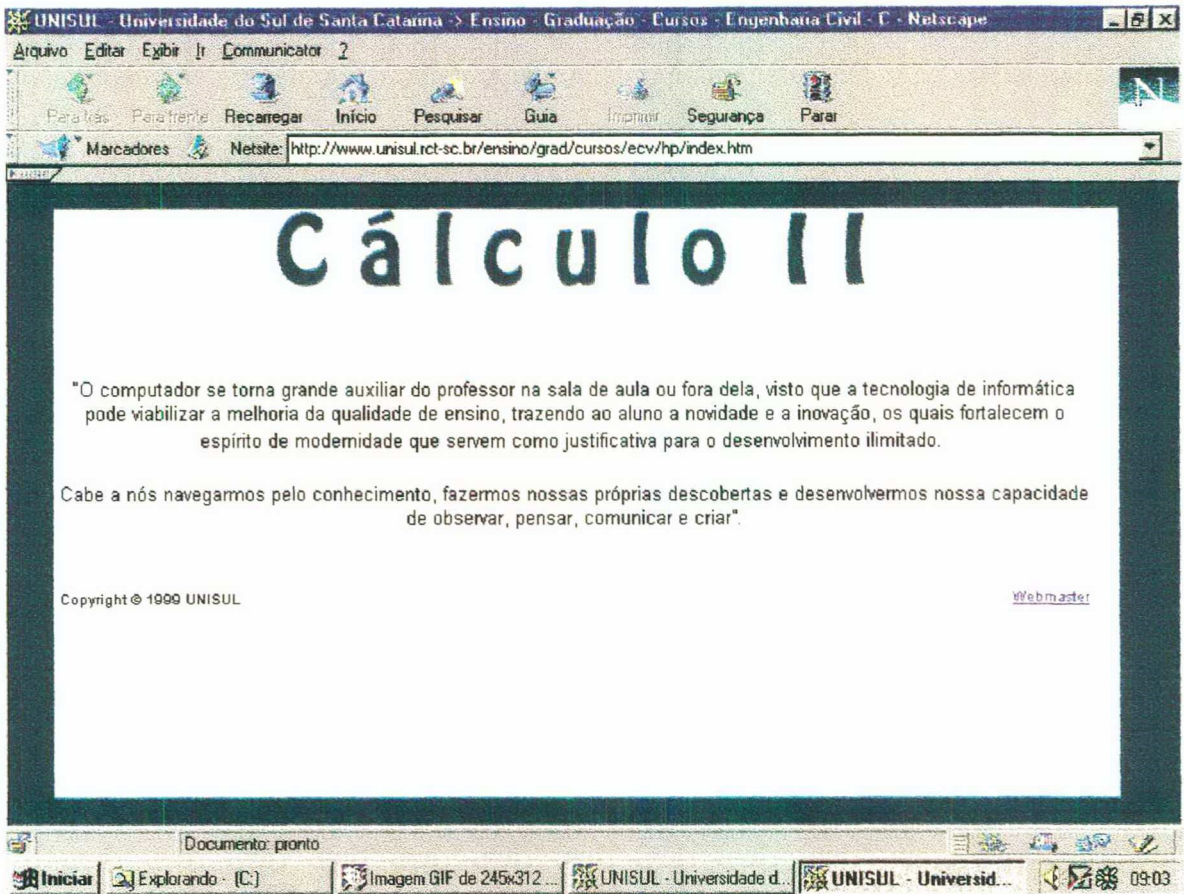 UNISUL - Universidade do Sul de Santa Catarina -> Ensino - Graduação - Cursos - Engenharia Civil - C - Netscape
Arquivo Editar Exibir Ir Communicator ?
Para trás Para frente Recarregar Início Pesquisar Guia Imprimir Segurança Parar
N
Marcadores Netsite: http://www.unisul.rct-sc.br/ensino/grad/cursos/ecv/hp/index.htm
Cálculo II
"O computador se torna grande auxiliar do professor na sala de aula ou fora dela, visto que a tecnologia de informática
pode viabilizar a melhoria da qualidade de ensino, trazendo ao aluno a novidade e a inovação, os quais fortalecem o
espírito de modernidade que servem como justificativa para o desenvolvimento ilimitado.
Cabe a nós navegarmos pelo conhecimento, fazermos nossas próprias descobertas e desenvolvermos nossa capacidade
de observar, pensar, comunicar e criar".
Copyright © 1999 UNISUL Webmaster
Documento: pronto
Iniciar Explorando - (C:) Imagem GIF de 245x312 ... UNISUL - Universidade d... UNISUL - Universid... 09:03